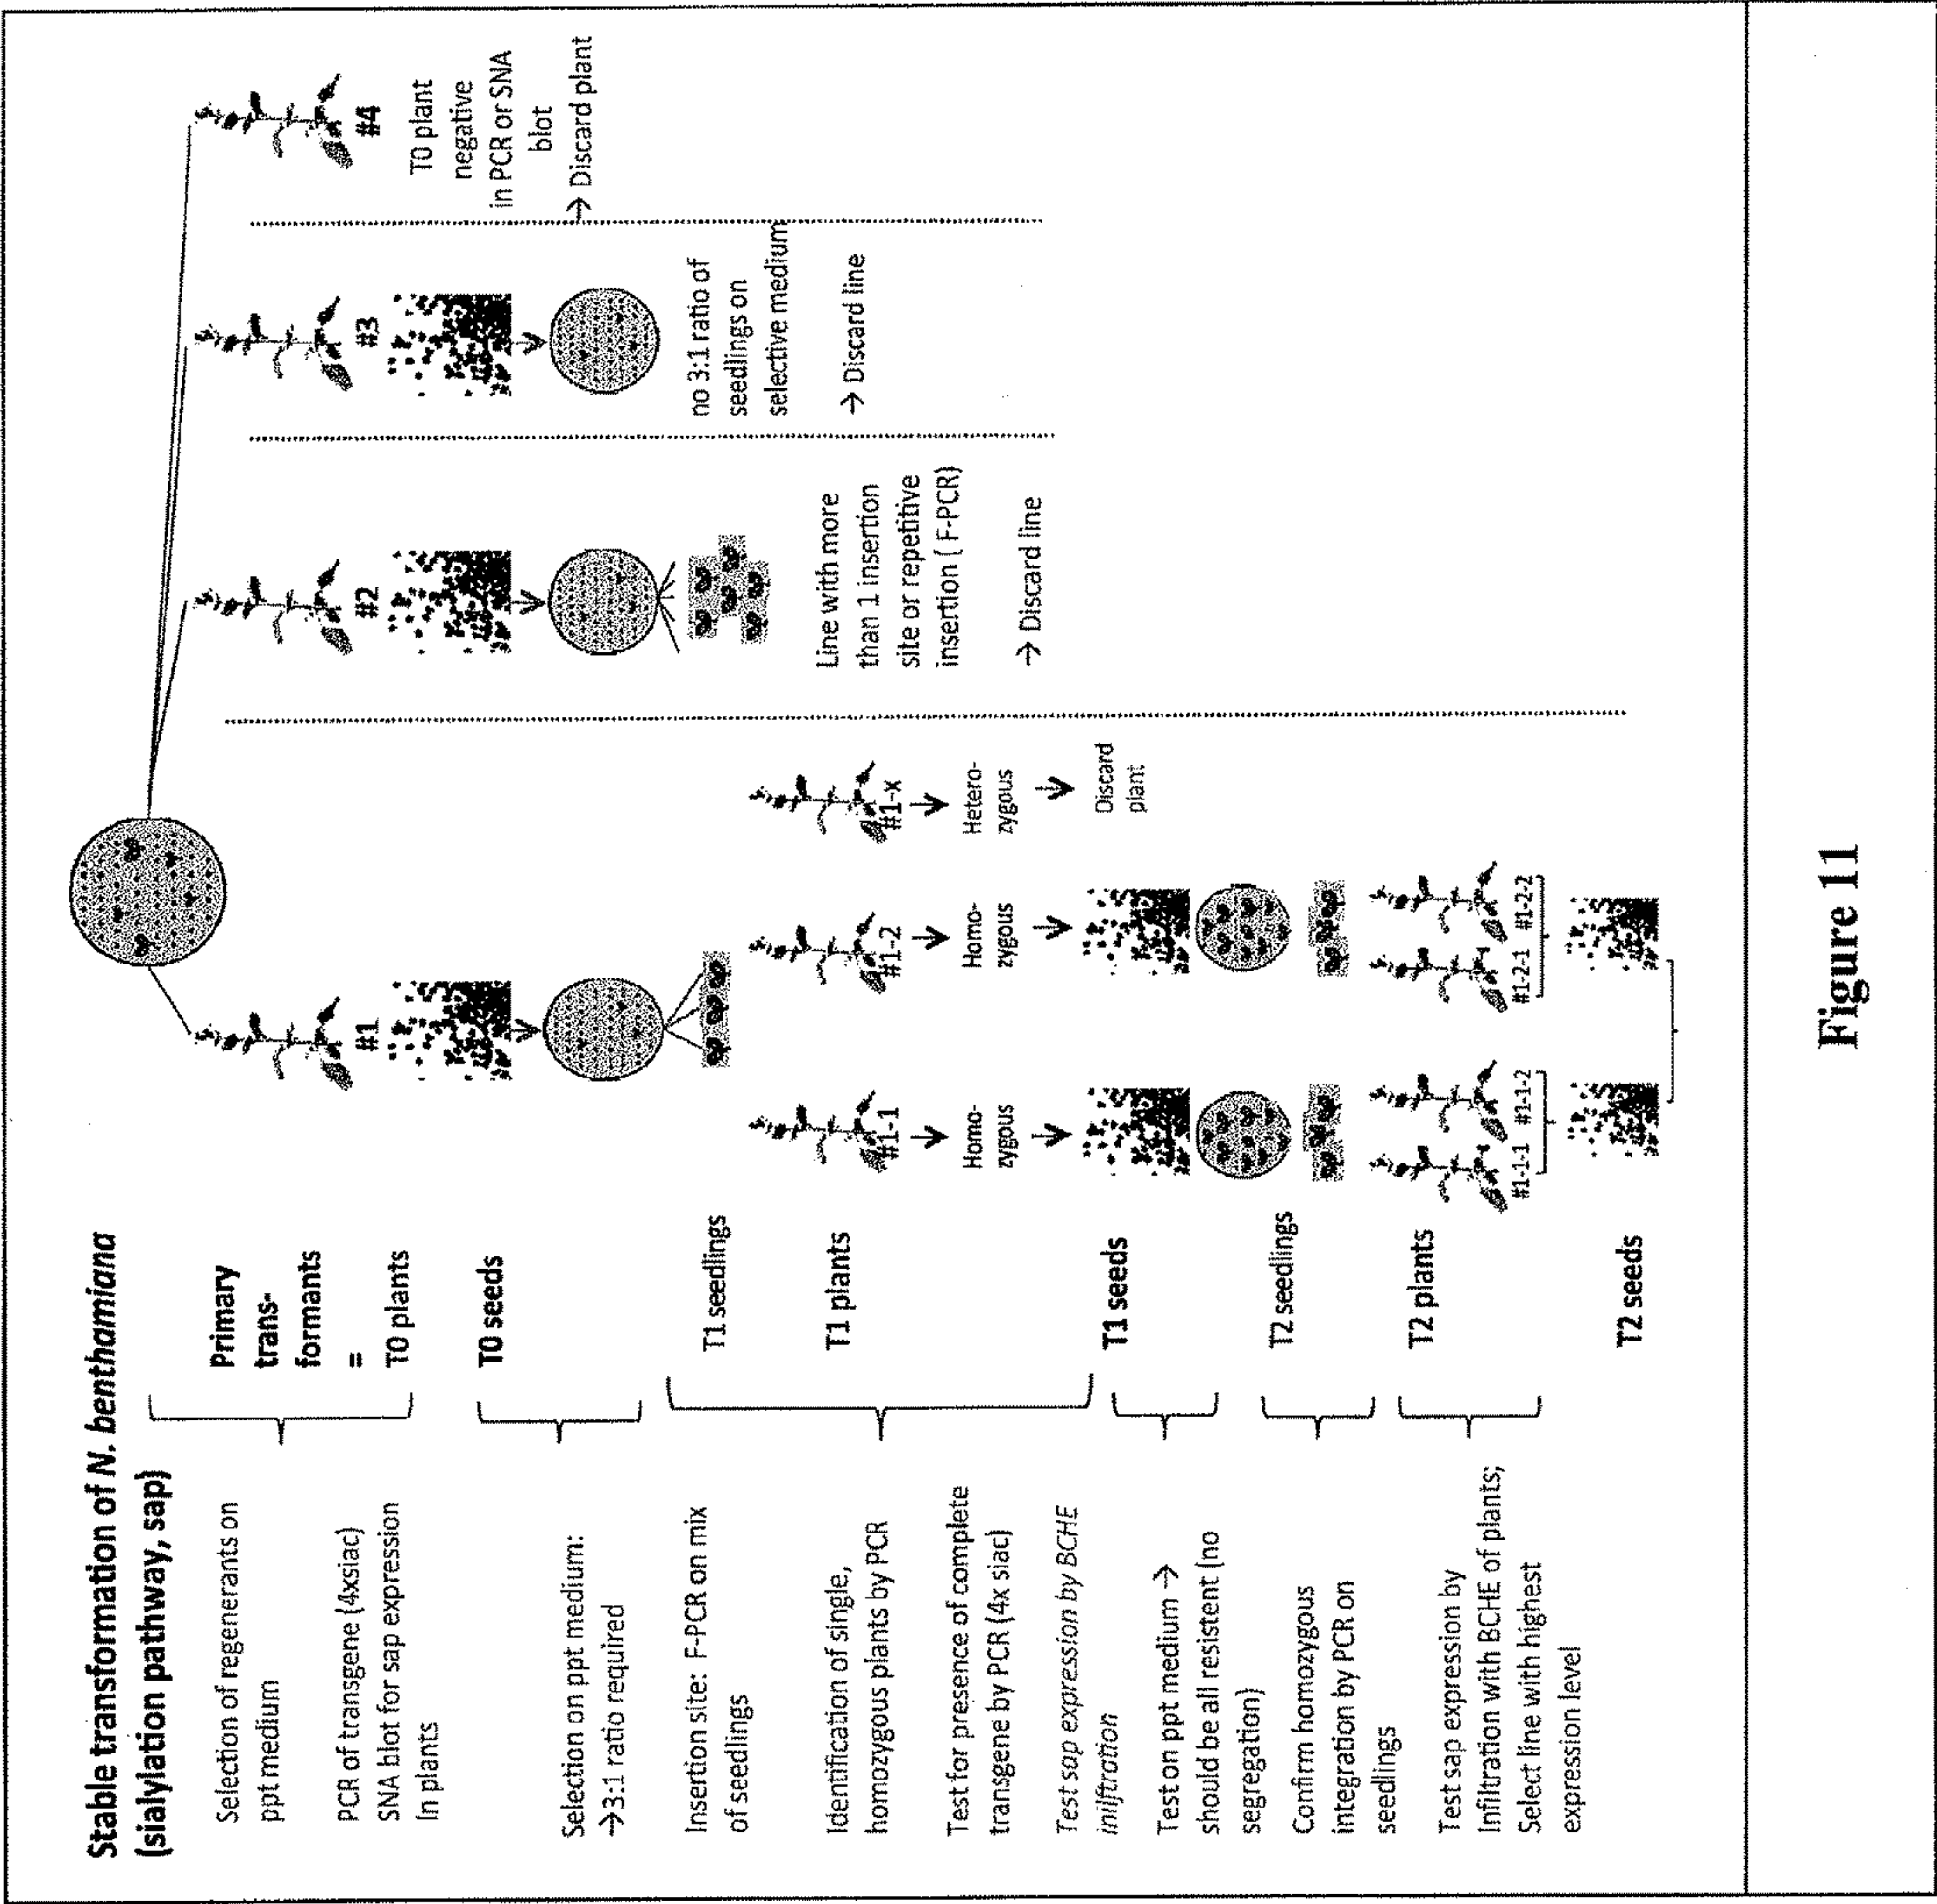 Stable transformation of N. benthamiana
(sialylation pathway, sap)
Selection of regenerants on
ppt medium
PCR of transgene (4xsiac)
SNA blot for sap expression
In plants
Selection on ppt medium:
→3:1 ratio required
Insertion site: F-PCR on mix
of seedlings
Identification of single,
homozygous plants by PCR
Test for presence of complete
transgene by PCR (4x siac)
Test sap expression by BCHE
inilftration
Test on ppt medium →
should be all resistent (no
segregation)
Confirm homozygous
integration by PCR on
seedlings
Test sap expression by
Infiltration with BCHE of plants;
Select line with highest
expression level
Primary
trans-
formants
=
T0 plants
T0 seeds
T1 seedlings
T1 plants
T1 seeds
T2 seedlings
T2 plants
T2 seeds
#1
#1-1
#1-2
#1-x
Homo-
zygous
Homo-
zygous
Hetero-
zygous
Discard
plant
#1-1-1
#1-1-2
#1-2-1
#1-2-2
#2
Line with more
than 1 insertion
site or repetitive
insertion ( F-PCR)
→ Discard line
#3
no 3:1 ratio of
seedlings on
selective medium
→ Discard line
#4
T0 plant
negative
in PCR or SNA
blot
→ Discard plant
Figure 11